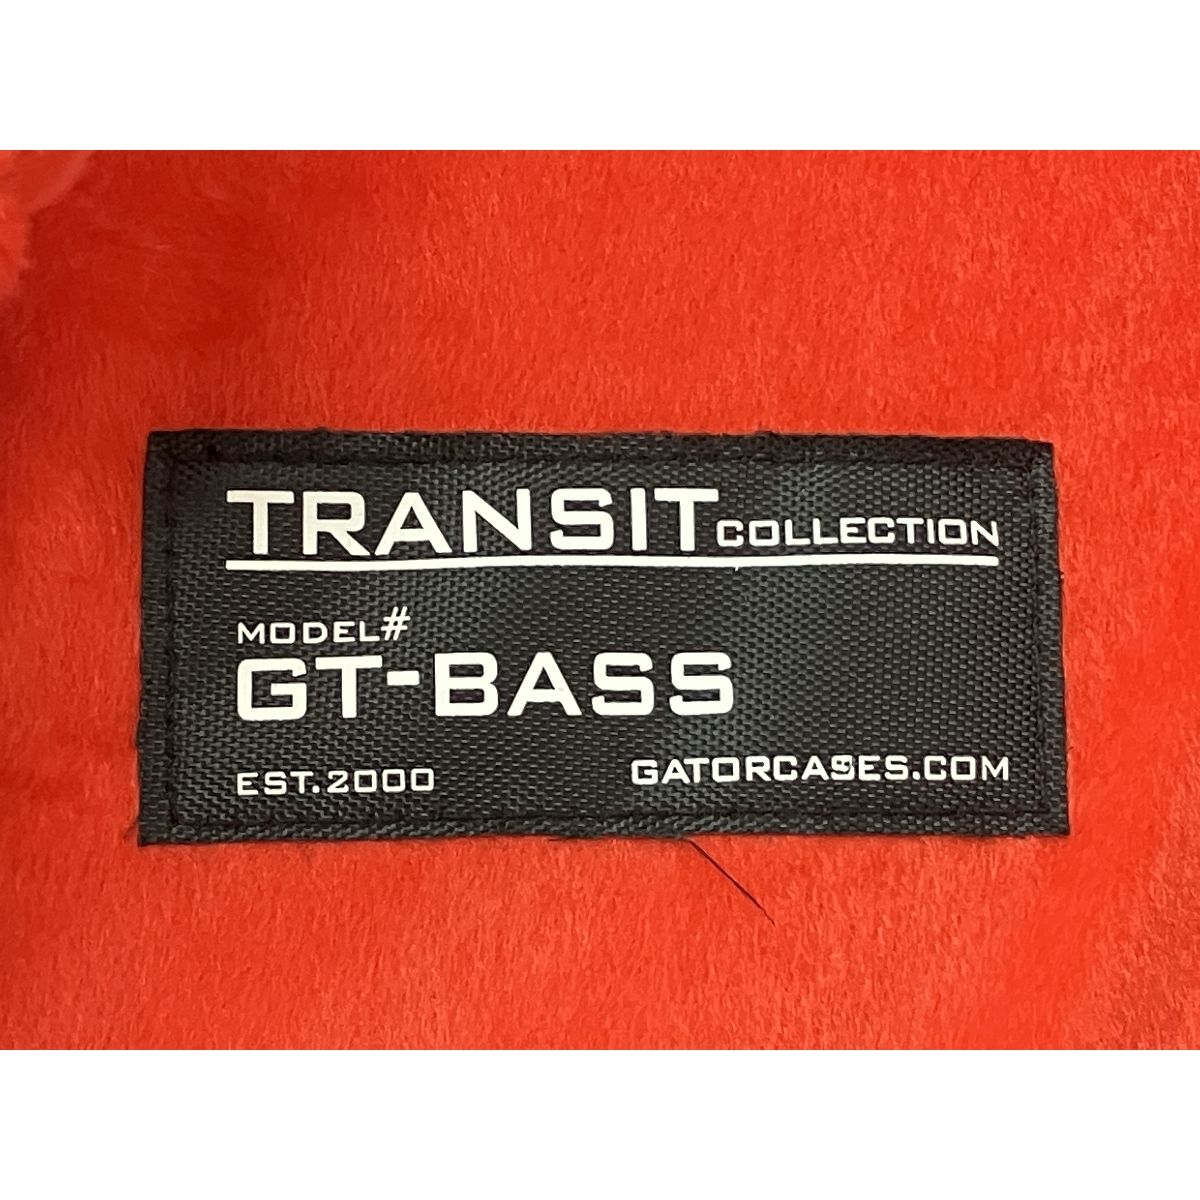 TRANSIT COLLECTION
MODEL#
GT-BASS
EST.2000 GATORCASES.COM